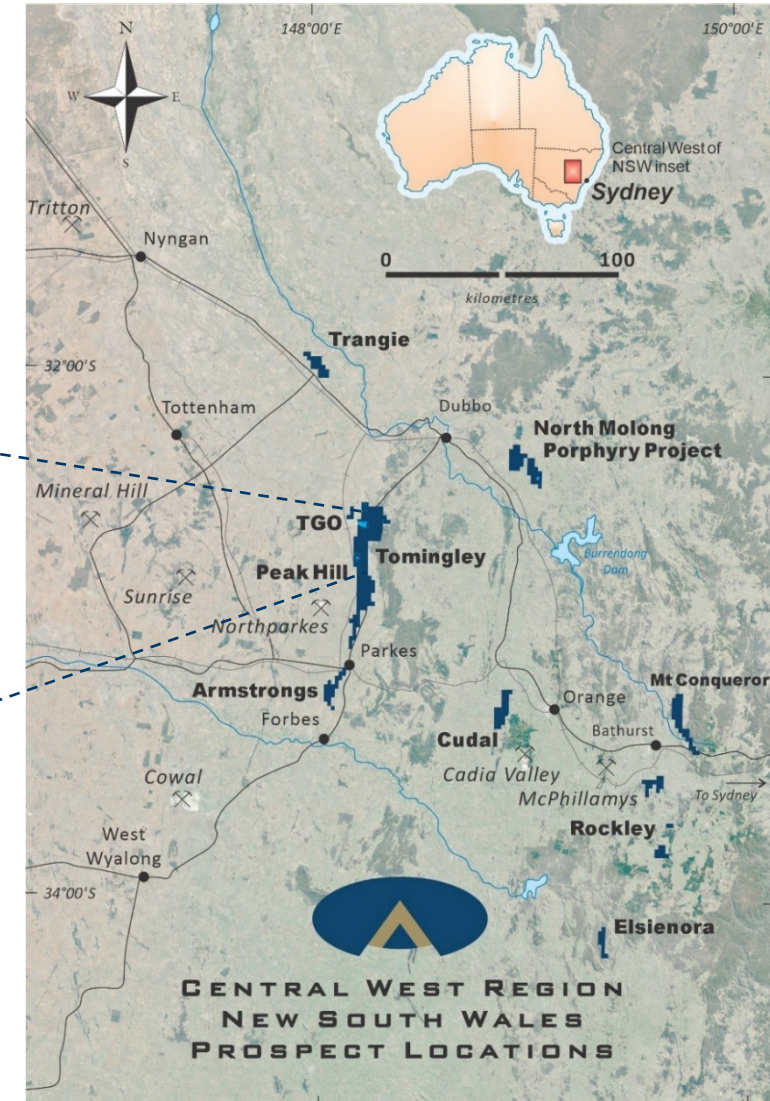 148°00'E
150°00'E
N
W
E
S
Central West of
NSW inset
Sydney
Tritton
Nyngan
0
100
kilometres
Trangie
32°00'S
Tottenham
Dubbo
North Molong
Porphyry Project
Mineral Hill
TGO
Tomingley
Burrendong
Dam
Peak Hill
Sunrise
Northparkes
Parkes
Armstrongs
Mt Conqueror
Orange
Forbes
Bathurst
Cudal
Cadia Valley
Cowal
McPhillamys
To Sydney
Rockley
West
Wyalong
34°00'S
Elsienora
CENTRAL WEST REGION
NEW SOUTH WALES
PROSPECT LOCATIONS